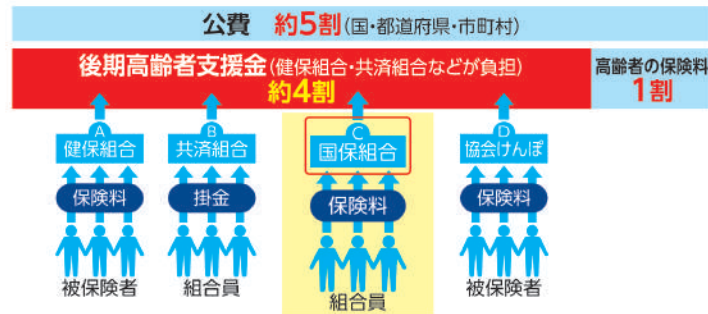 公費 約5割(国・都道府県・市町村)
後期高齢者支援金(健保組合・共済組合などが負担)
約4割
高齢者の保険料
1割
A
健保組合
保険料
被保険者
B
共済組合
掛金
組合員
C
国保組合
保険料
組合員
D
協会けんぽ
保険料
被保険者